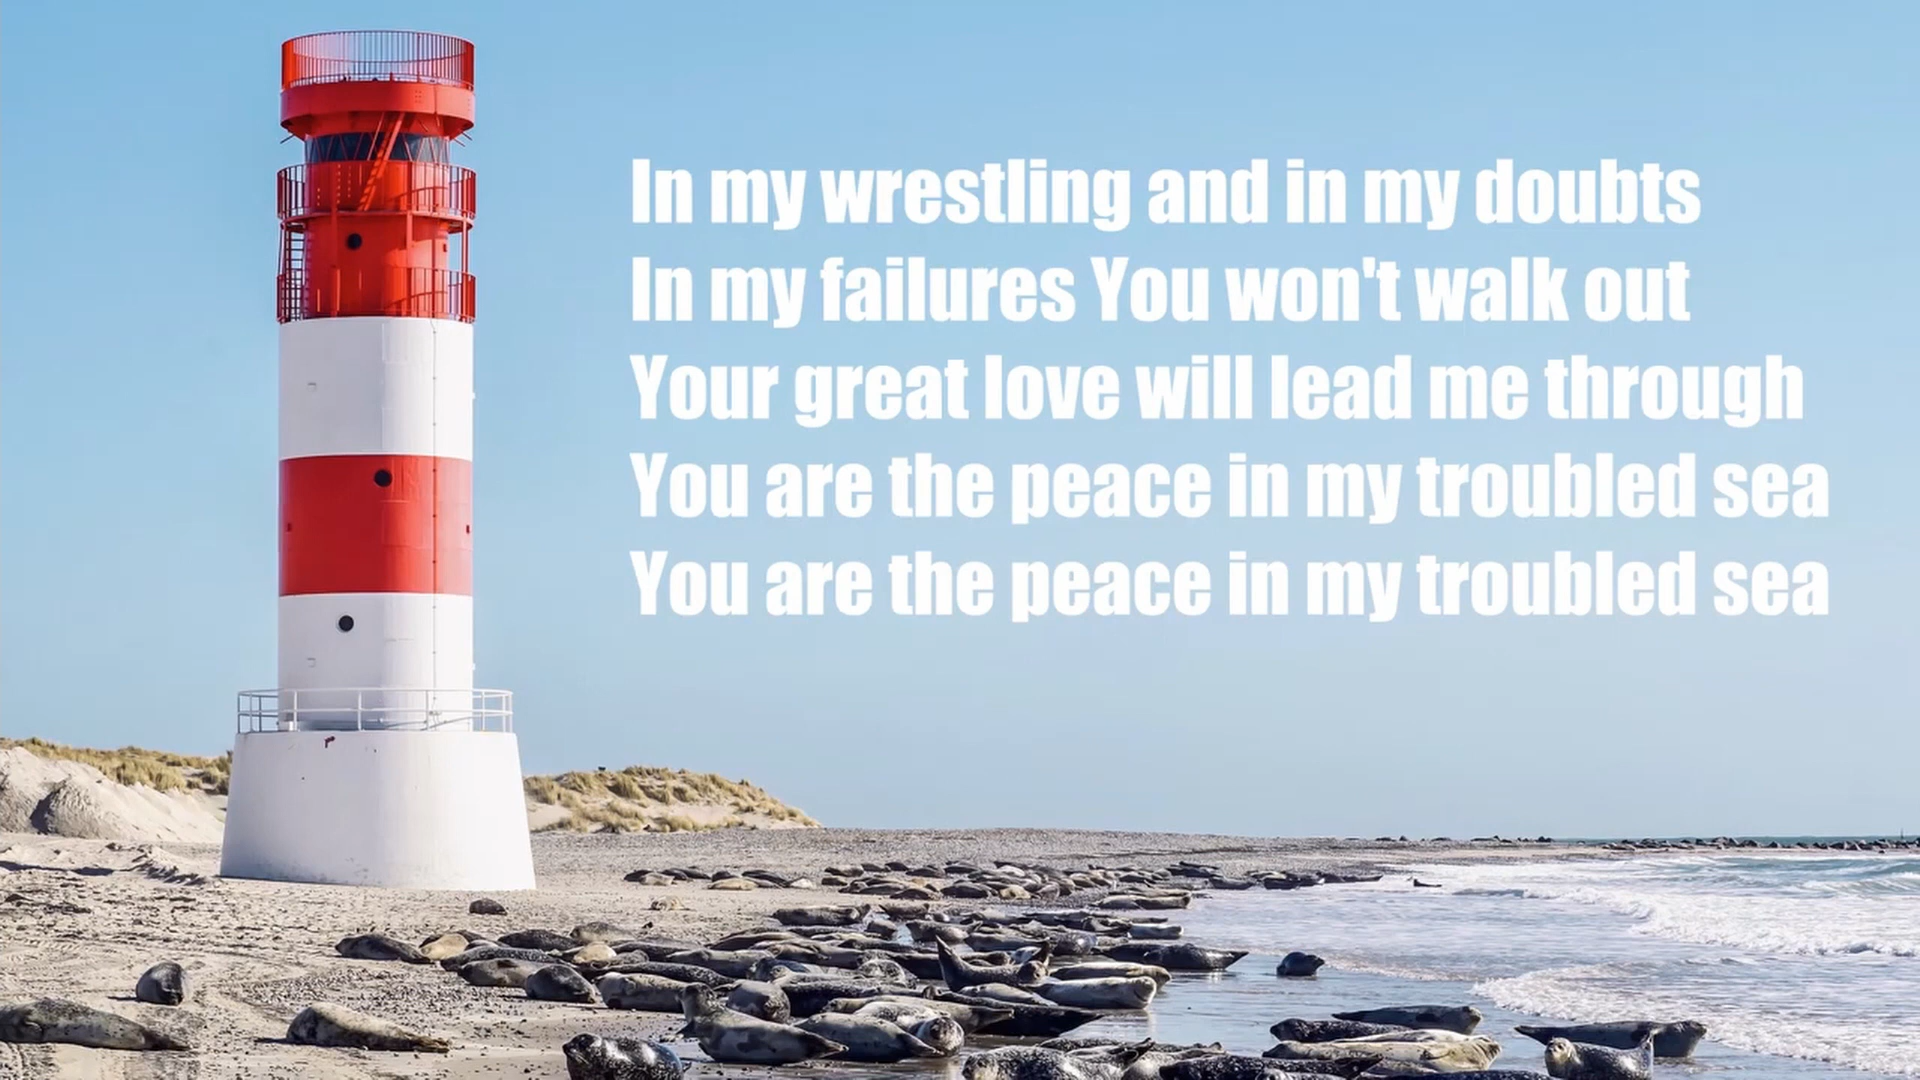 In my wrestling and in my doubts
In my failures You won't walk out
Your great love will lead me through
You are the peace in my troubled sea
You are the peace in my troubled sea